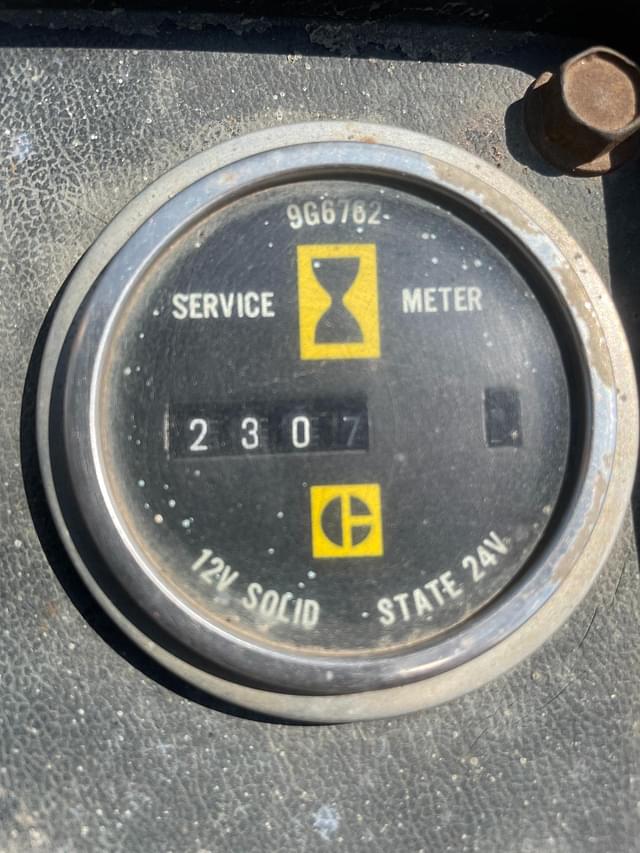 9G6762
SERVICE METER
2307
12V SOLID STATE 24V